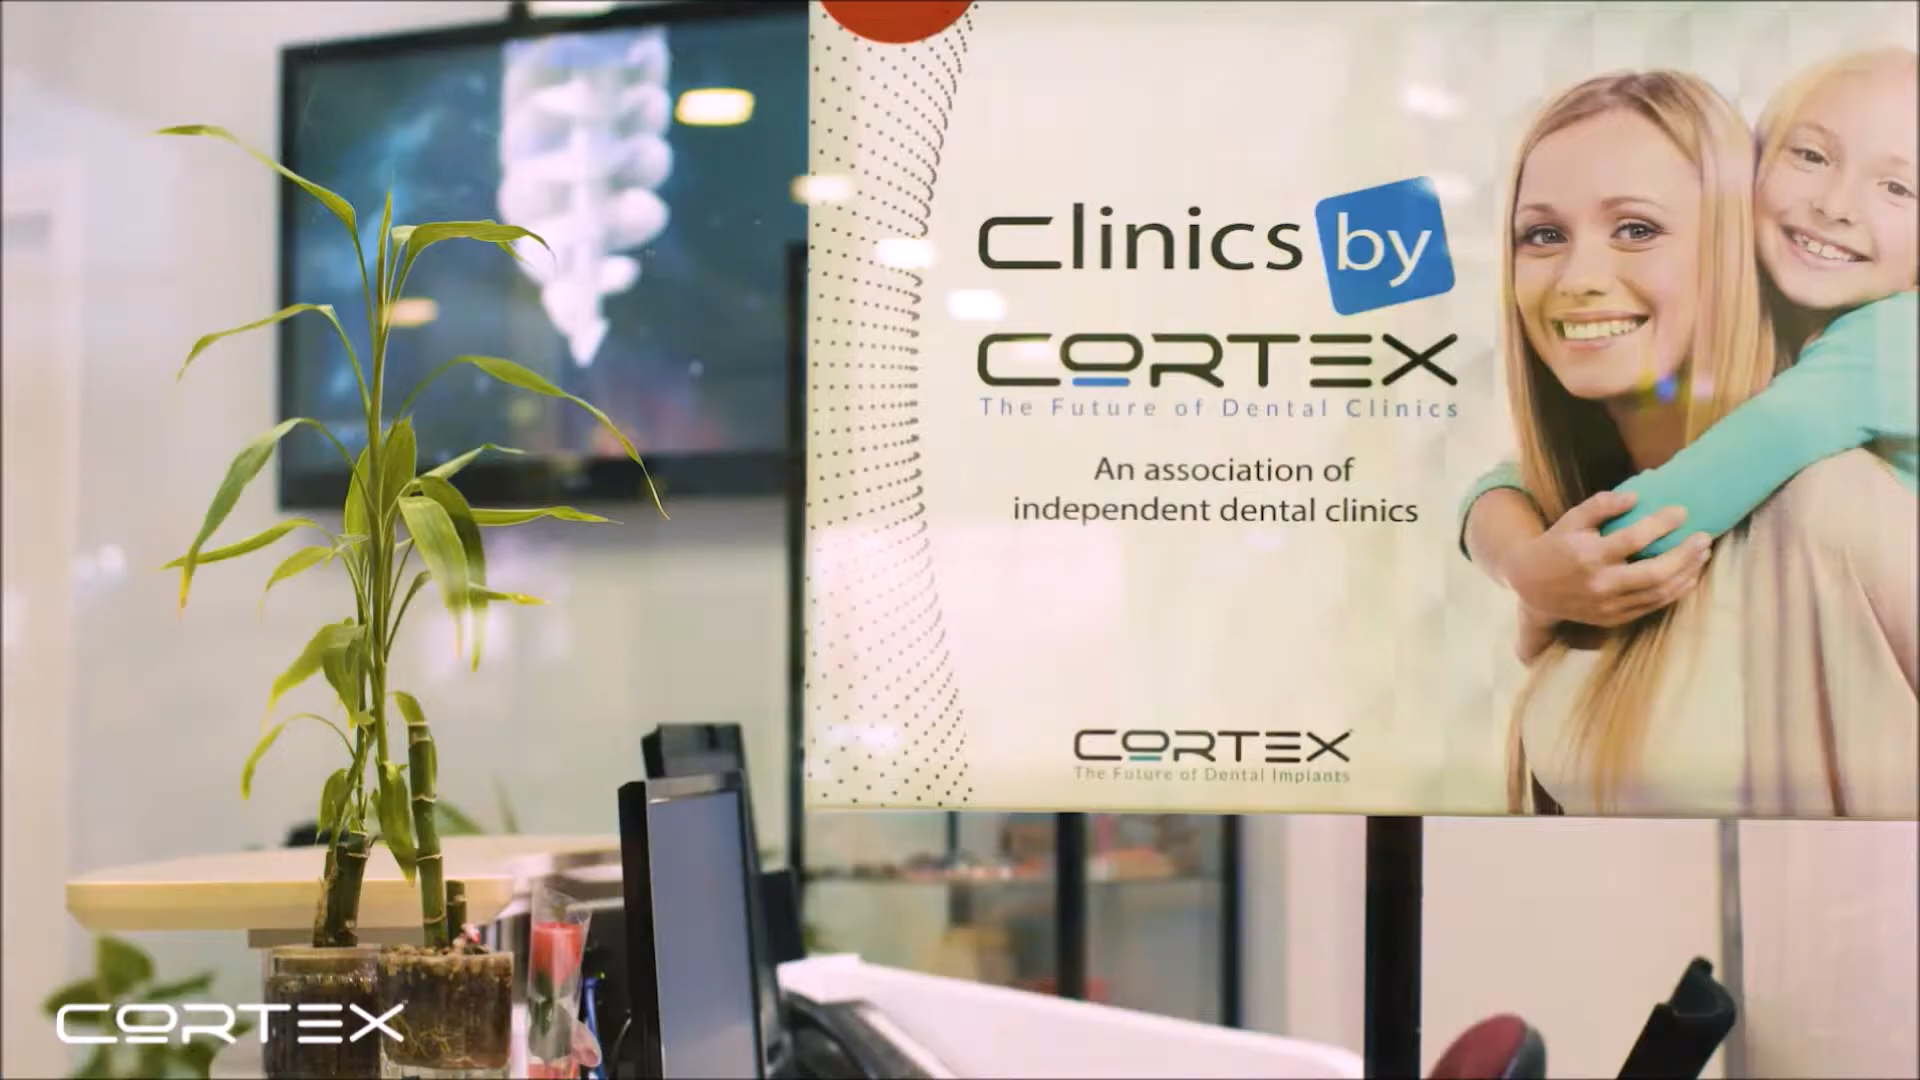 Clinics by
CORTEX
The Future of Dental Clinics
An association of
independent dental clinics
CORTEX
The Future of Dental Implants
CORTEX